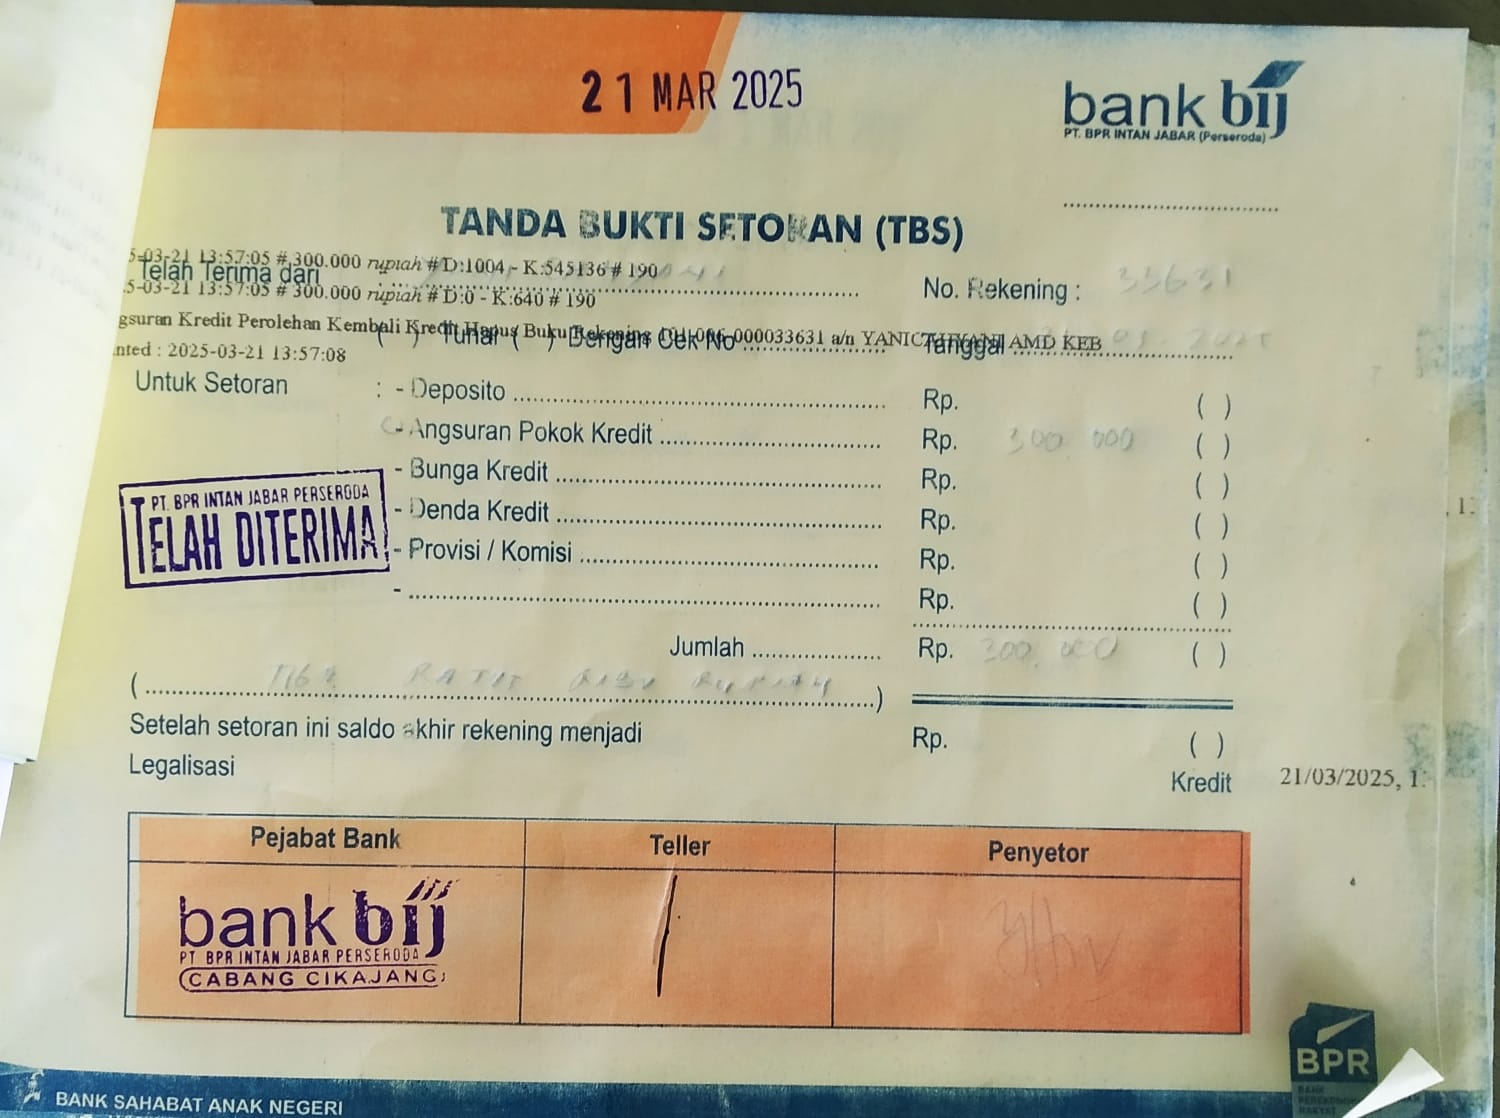 21 MAR 2025
bank bij
PT. BPR INTAN JABAR (Perseroda)
TANDA BUKTI SETORAN (TBS)
5-03-21 13:57:05 # 300.000 rupiah # D:1004 - K:545136 # 190
Telah Terima dari
No. Rekening : 33631
5-03-21 13:57:05 # 300.000 rupiah # D:0 - K:640 # 190
gsuran Kredit Perolehan Kembali Kredit Hapus Buku Rekening 000033631 a/n AMD KEB
( ) Tunai ( ) Dengan Cek No
Tanggal 2025
nted : 2025-03-21 13:57:08
Untuk Setoran : - Deposito Rp. ( )
- Angsuran Pokok Kredit Rp. 300.000 ( )
- Bunga Kredit Rp. ( )
- Denda Kredit Rp. ( )
- Provisi / Komisi Rp. ( )
- Rp. ( )
PT. BPR INTAN JABAR PERSERODA
TELAH DITERIMA
Jumlah Rp. 300.000 ( )
( TIGA RATUS RIBU RUPIAH )
Setelah setoran ini saldo akhir rekening menjadi Rp. ( )
Legalisasi
Kredit
21/03/2025, 1
Pejabat Bank Teller Penyetor
bank bij
PT BPR INTAN JABAR PERSERODA
CABANG CIKAJANG
BPR
BANK
RAKYAT
BANK SAHABAT ANAK NEGERI